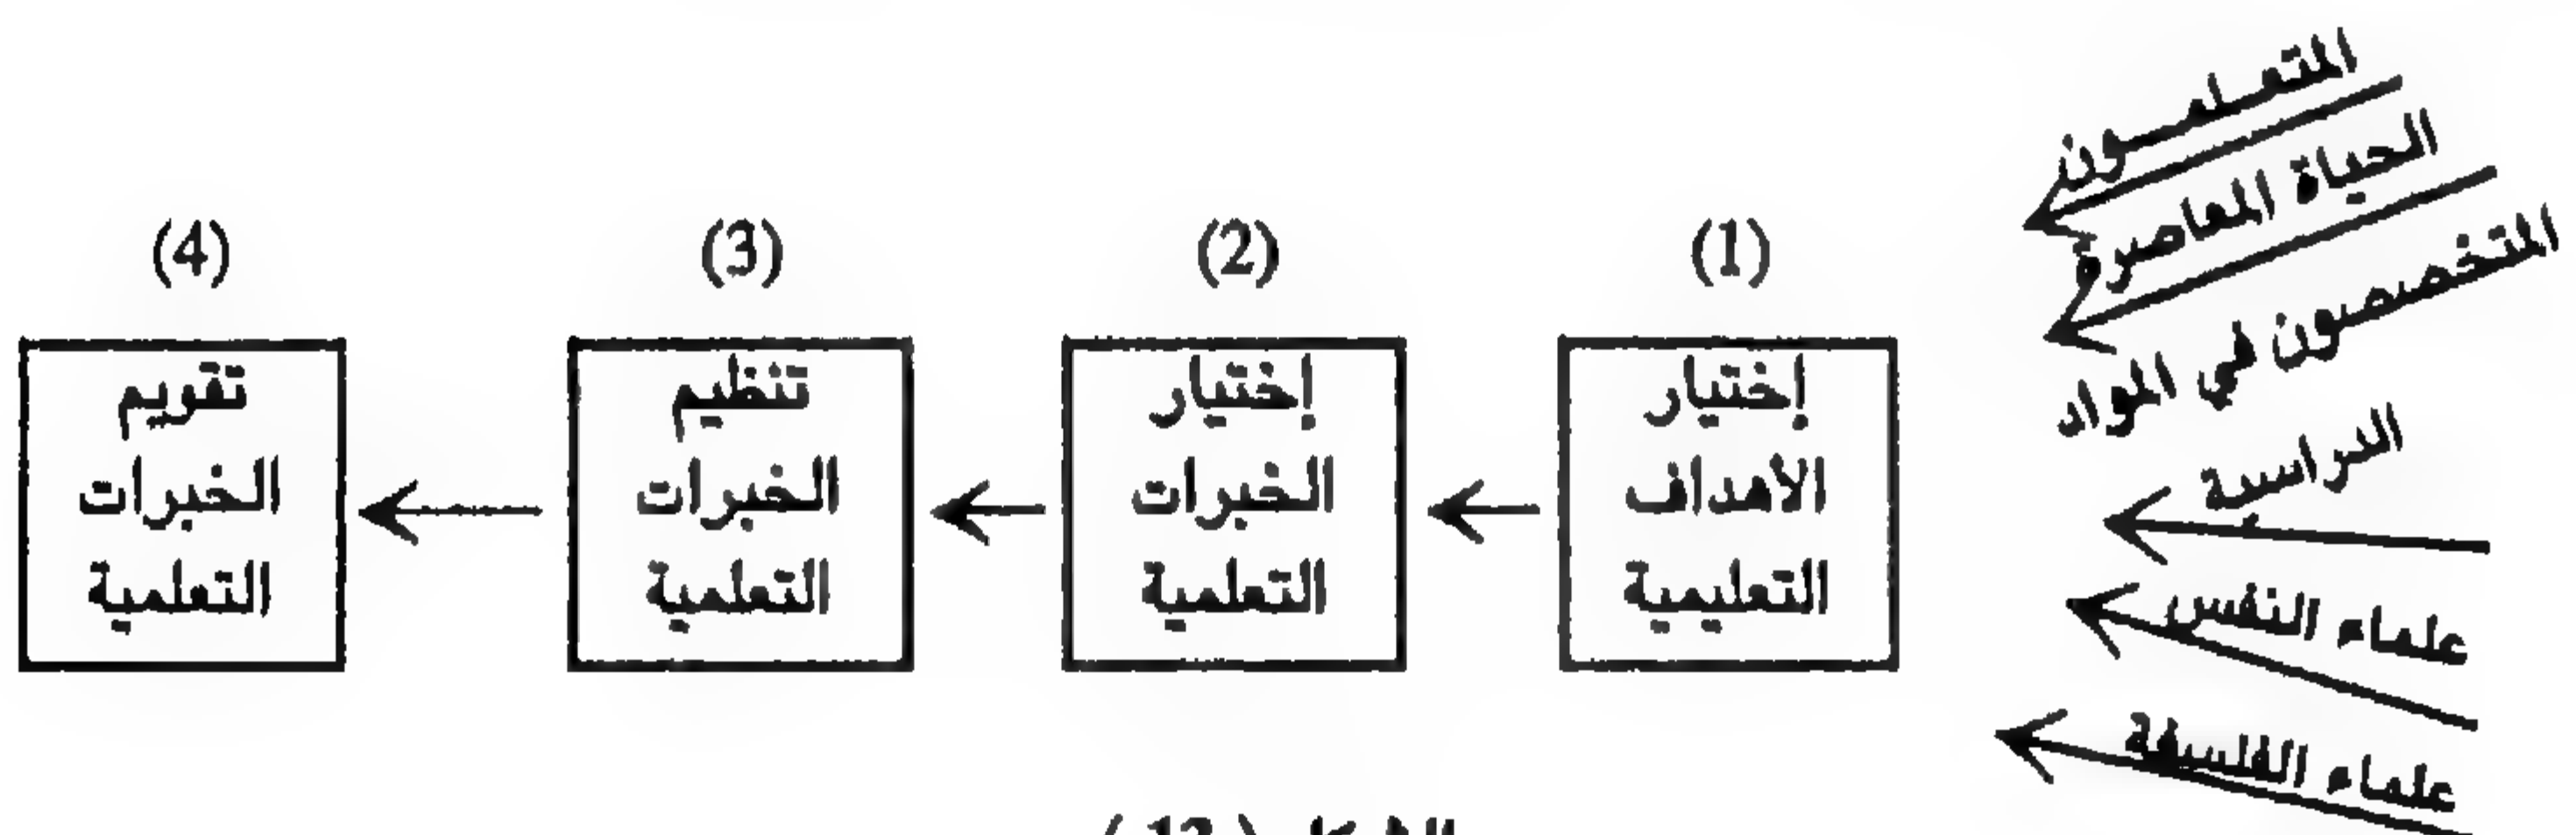 المتعلمون
الحياة المعاصرة
المتخصصون في المواد
الدراسية
علماء النفس
علماء الفلسفة
(1)
إختيار
الأهداف
التعليمية
(2)
إختيار
الخبرات
التعلمية
(3)
تنظيم
الخبرات
التعلمية
(4)
تقويم
الخبرات
التعلمية